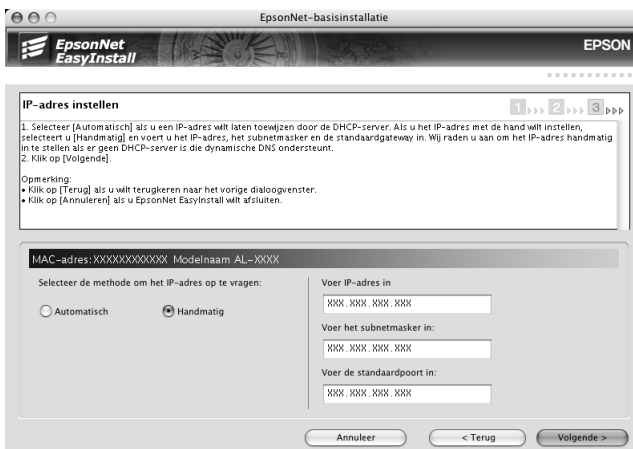 EpsonNet-basisinstallatie
EpsonNet
EasyInstall
EPSON
IP-adres instellen
1 2 3
1. Selecteer [Automatisch] als u een IP-adres wilt laten toewijzen door de DHCP-server. Als u het IP-adres met de hand wilt instellen,
selecteert u [Handmatig] en voert u het IP-adres, het subnetmasker en de standaardgateway in. Wij raden u aan om het IP-adres handmatig
in te stellen als er geen DHCP-server is die dynamische DNS ondersteunt.
2. Klik op [Volgende].
Opmerking:
• Klik op [Terug] als u wilt terugkeren naar het vorige dialoogvenster.
• Klik op [Annuleren] als u EpsonNet EasyInstall wilt afsluiten.
MAC-adres:XXXXXXXXXXXX Modelnaam AL-XXXX
Selecteer de methode om het IP-adres op te vragen:
Automatisch
Handmatig
Voer IP-adres in
XXX.XXX.XXX.XXX
Voer het subnetmasker in:
XXX.XXX.XXX.XXX
Voer de standaardpoort in:
XXX.XXX.XXX.XXX
Annuleer
< Terug
Volgende >